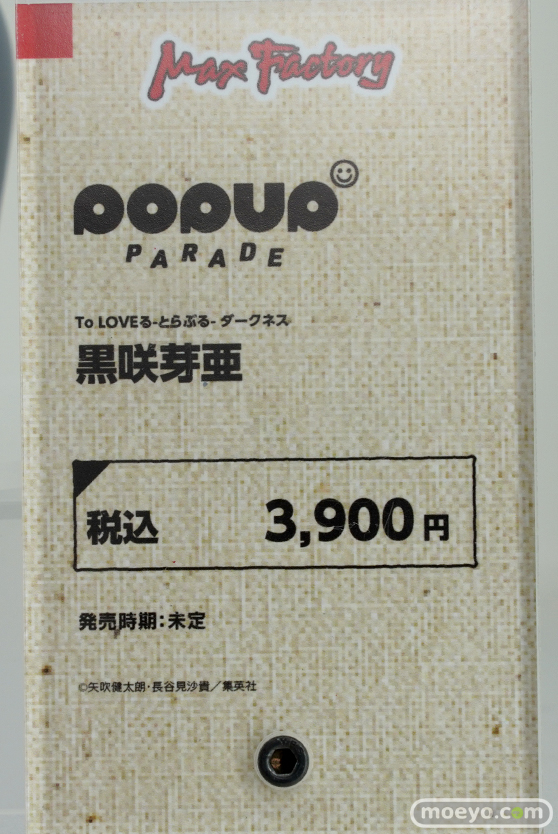 Max Factory
POPUP
PARADE
To LOVEる-とらぶる- ダークネス
黒咲芽亜
税込 3,900円
発売時期：未定
©矢吹健太朗・長谷見沙貴／集英社
moeyo.com